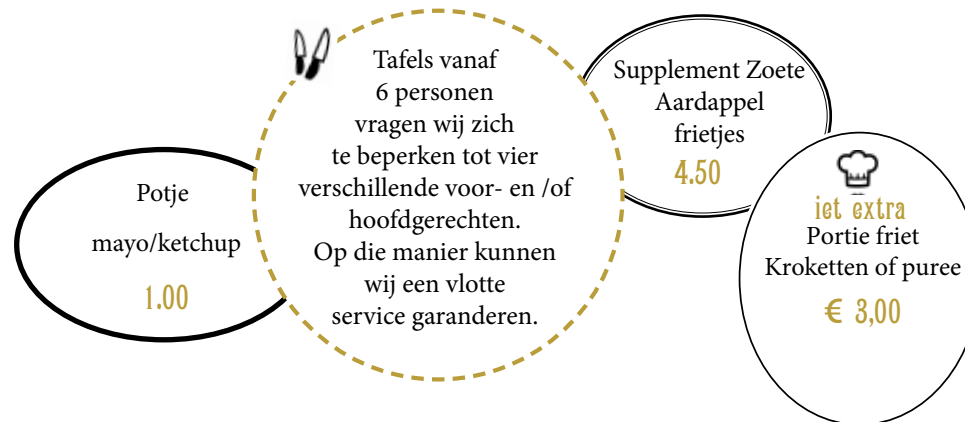 Potje
mayo/ketchup
1.00
Tafels vanaf
6 personen
vragen wij zich
te beperken tot vier
verschillende voor- en /of
hoofdgerechten.
Op die manier kunnen
wij een vlotte
service garanderen.
Supplement Zoete
Aardappel
frietjes
4.50
iet extra
Portie friet
Kroketten of puree
€ 3,00